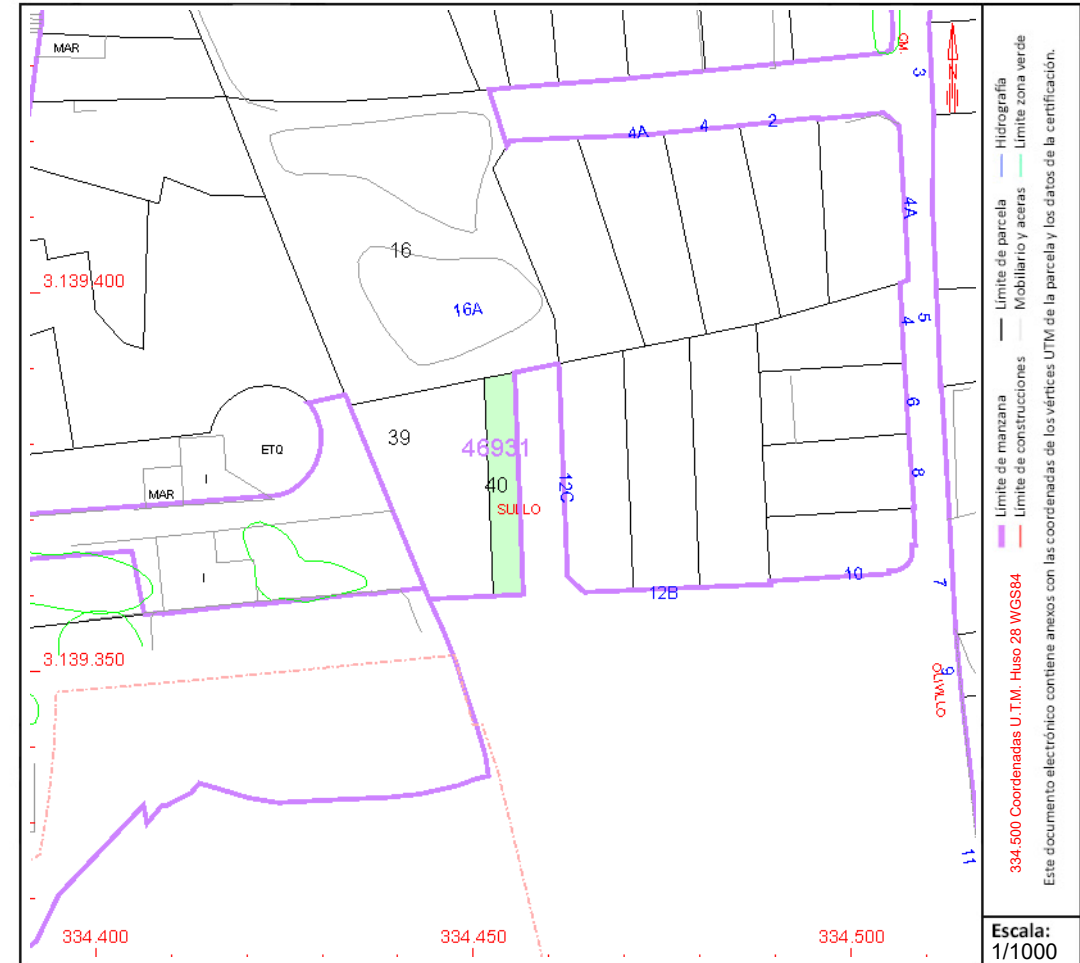 MAR
CM.
3
4A
4
2
4A
16
3.139.400
16A
4
5
6
39
46931
ETQ
I
MAR
40
12C
8
SULLO
I
10
12B
7
3.139.350
9
OLIVILLO
11
334.400
334.450
334.500
Límite de manzana
Límite de parcela
Hidrografía
Límite de construcciones
Mobiliario y aceras
Límite zona verde
334.500 Coordenadas U.T.M. Huso 28 WGS84
Este documento electrónico contiene anexos con las coordenadas de los vértices UTM de la parcela y los datos de la certificación.
Escala:
1/1000